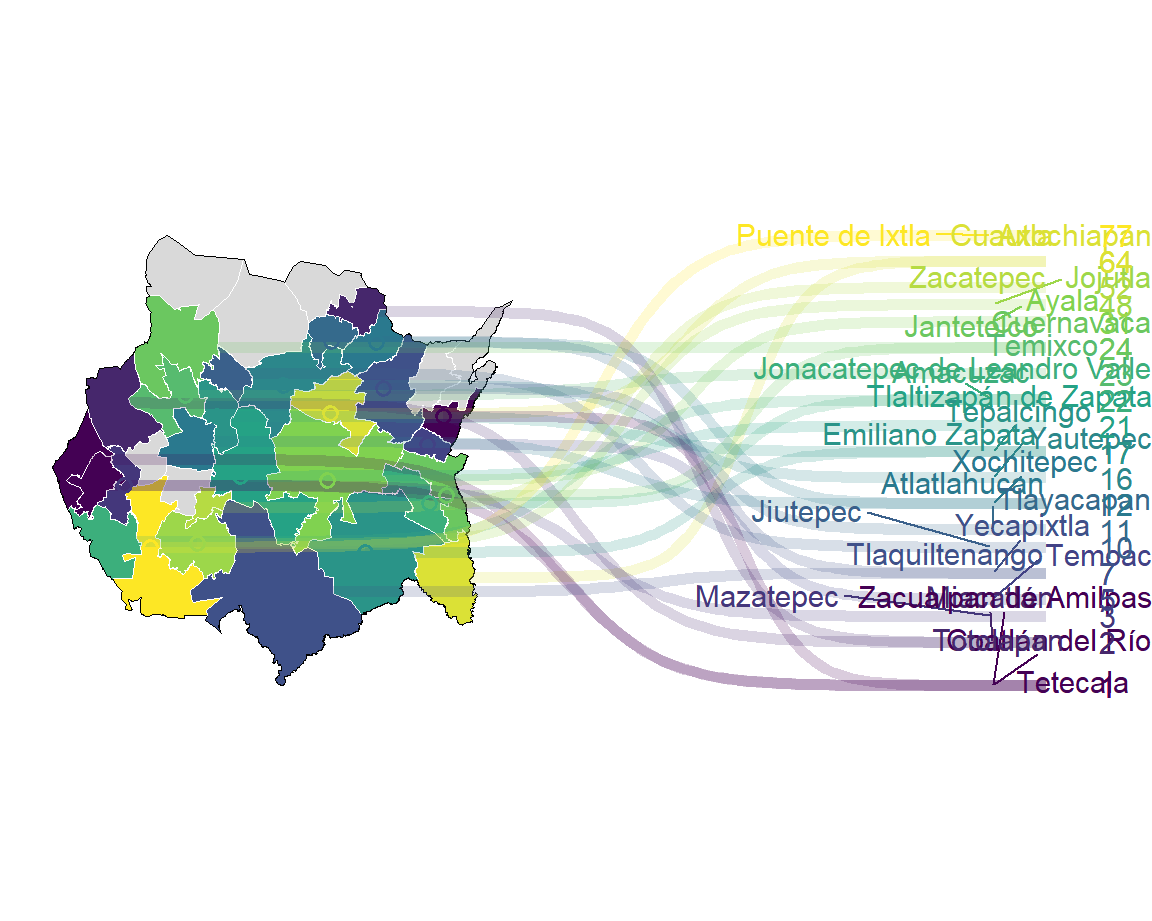 Puente de Ixtla Cuautla Axochiapan 77
64
Zacatepec Jojutla
Ayala 48
Jantetelco Cuernavaca
Temixco 24
Jonacatepec de Leandro Valle
Amacuzac 23
Tlaltizapán de Zapata 22
Tepalcingo
Emiliano Zapata 21
Yautepec
17
Xochitepec
Atlatlahucan 16
Tlayacapan 12
Jiutepec
Yecapixtla 11
10
Tlaquiltenango Temoac
7
Mazatepec Zacualpan de Amilpas
Miacatlán
3
Totolapan Coatlán del Río 2
Tetecala 1